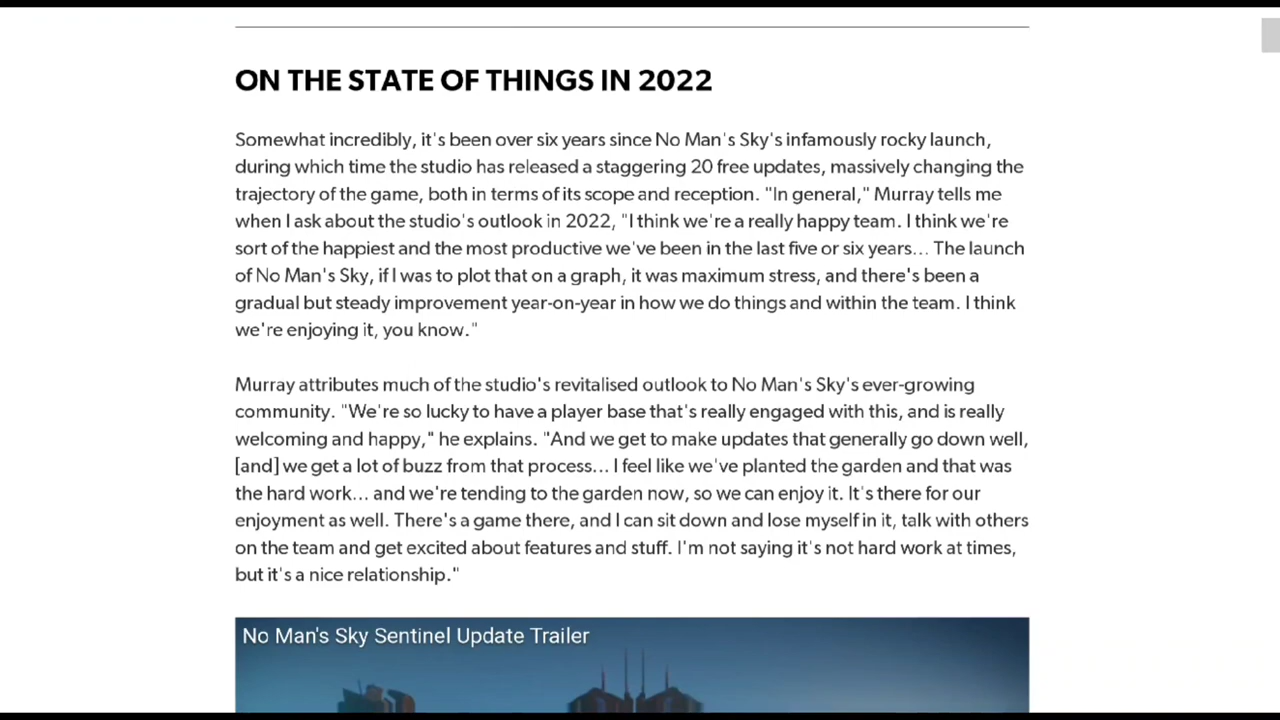 ON THE STATE OF THINGS IN 2022
Somewhat incredibly, it's been over six years since No Man's Sky's infamously rocky launch,
during which time the studio has released a staggering 20 free updates, massively changing the
trajectory of the game, both in terms of its scope and reception. "In general," Murray tells me
when I ask about the studio's outlook in 2022, "I think we're a really happy team. I think we're
sort of the happiest and the most productive we've been in the last five or six years... The launch
of No Man's Sky, if I was to plot that on a graph, it was maximum stress, and there's been a
gradual but steady improvement year-on-year in how we do things and within the team. I think
we're enjoying it, you know."
Murray attributes much of the studio's revitalised outlook to No Man's Sky's ever-growing
community. "We're so lucky to have a player base that's really engaged with this, and is really
welcoming and happy," he explains. "And we get to make updates that generally go down well,
[and] we get a lot of buzz from that process... I feel like we've planted the garden and that was
the hard work... and we're tending to the garden now, so we can enjoy it. It's there for our
enjoyment as well. There's a game there, and I can sit down and lose myself in it, talk with others
on the team and get excited about features and stuff. I'm not saying it's not hard work at times,
but it's a nice relationship."
No Man's Sky Sentinel Update Trailer